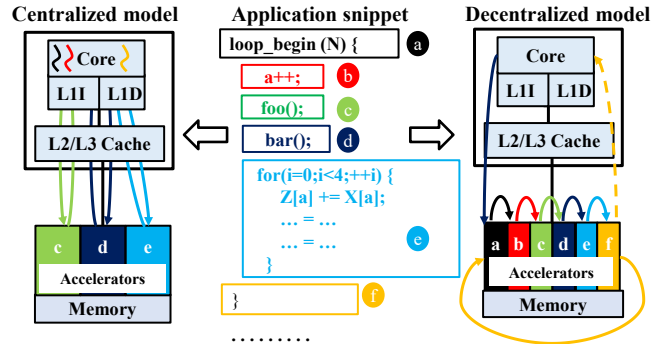 Centralized model
Core
L1I
L1D
L2/L3 Cache
c
d
e
Accelerators
Memory
Application snippet
loop_begin (N) {
a
a++;
b
foo();
c
bar();
d
for(i=0;i<4;++i) {
Z[a] += X[a];
... = ...
... = ...
}
e
}
f
.........
Decentralized model
Core
L1I
L1D
L2/L3 Cache
a
b
c
d
e
f
Accelerators
Memory